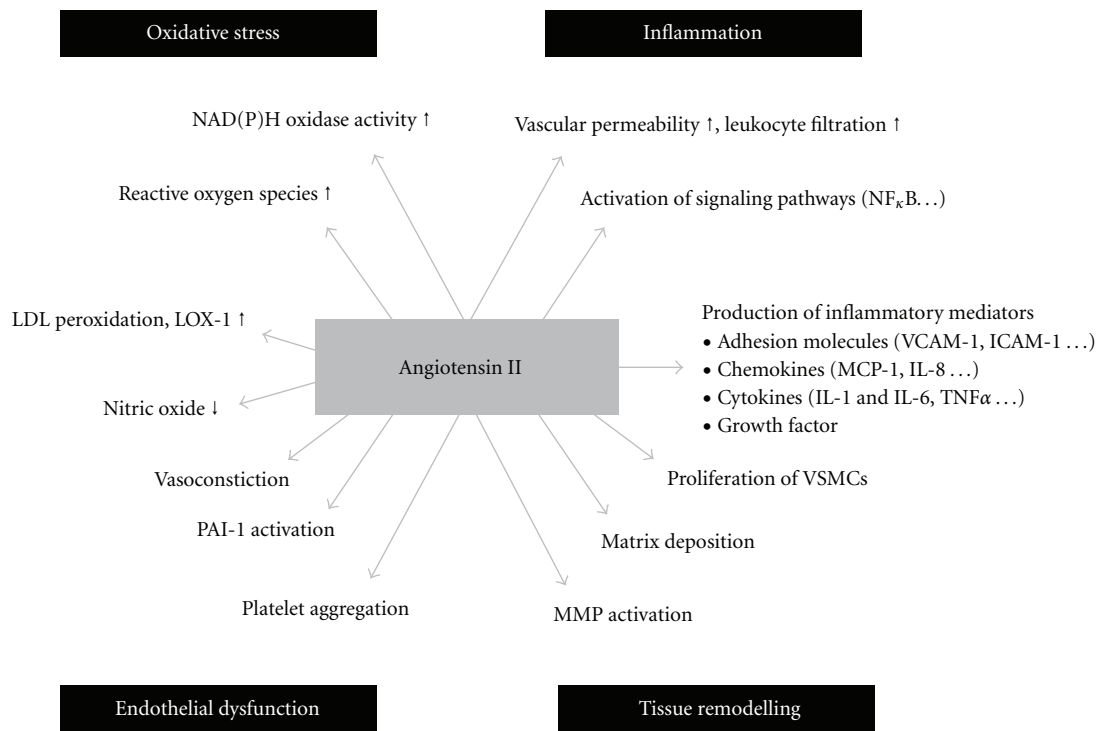 Oxidative stress
Inflammation
NAD(P)H oxidase activity ↑
Vascular permeability ↑, leukocyte filtration ↑
Reactive oxygen species ↑
Activation of signaling pathways (NFκB...)
LDL peroxidation, LOX-1 ↑
Production of inflammatory mediators
• Adhesion molecules (VCAM-1, ICAM-1 ...)
• Chemokines (MCP-1, IL-8 ...)
• Cytokines (IL-1 and IL-6, TNFα ...)
• Growth factor
Angiotensin II
Nitric oxide ↓
Vasoconstiction
Proliferation of VSMCs
PAI-1 activation
Matrix deposition
Platelet aggregation
MMP activation
Endothelial dysfunction
Tissue remodelling